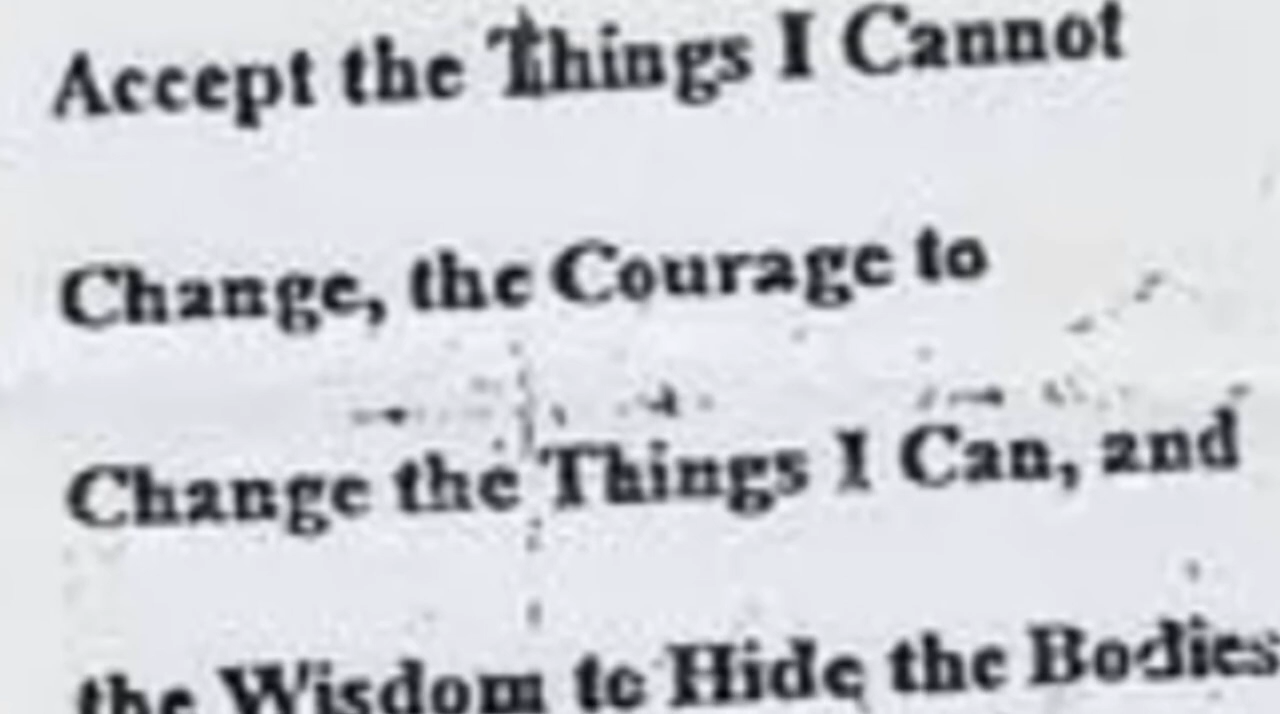 Accept the Things I Cannot
Change, the Courage to
Change the Things I Can, and
the Wisdom to Hide the Bodies